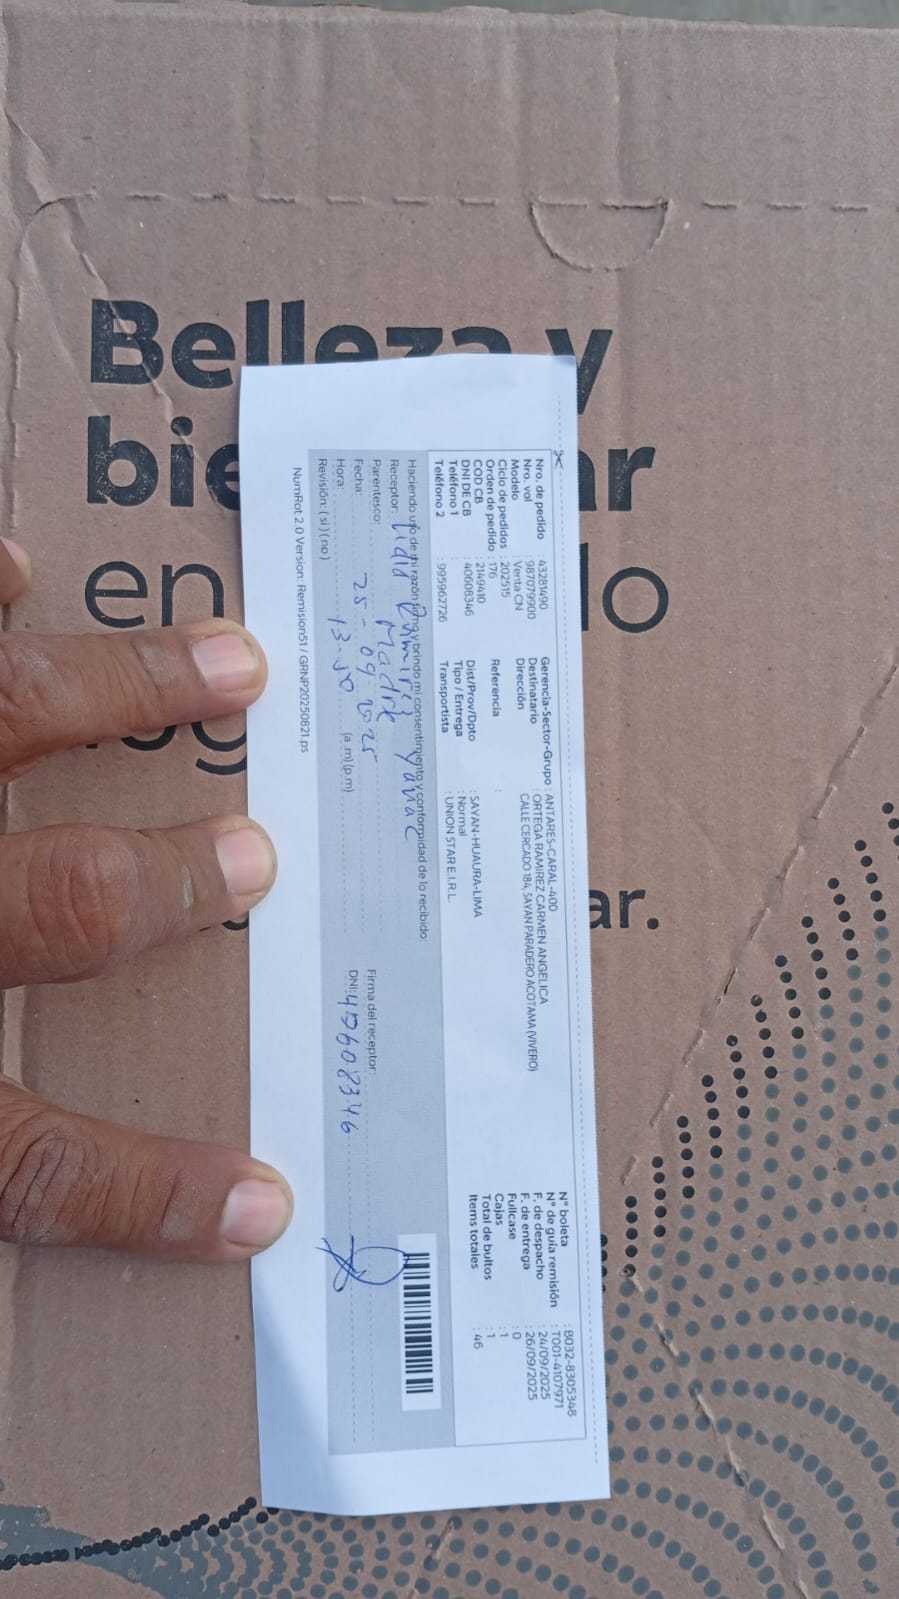 Belleza y
bie ar
en lo
og
ar.
Nro. de pedido : 43281490
Nro. vol : 987079900
Modelo : Venta CN
Ciclo de pedidos : 202515
Orden de pedido : 176
COD CB : 2149410
DNI DE CB : 40608346
Teléfono 1 :
Teléfono 2 : 995962726
Gerencia-Sector-Grupo : ANTARES-CARAL-400
Destinatario : ORTEGA RAMIREZ CARMEN ANGELICA
Dirección : CALLE CERCADO 184, SAYAN PARADERO ACOTAMA (VIVERO)
Referencia :
Dist/Prov/Dpto : SAYAN-HUAURA-LIMA
Tipo / Entrega : Normal
Transportista : UNION STAR E.I.R.L.
N° boleta : B032-8305348
N° de guía remisión : T001-4107971
F. de despacho : 24/09/2025
F. de entrega : 26/09/2025
Fullcase : 0
Cajas : 1
Total de bultos : 1
Items totales : 46
Haciendo uso de mi razón firmo y brindo mi consentimiento y conformidad de lo recibido:
Receptor: Ramirez
Parentesco: Madre
Fecha: 25-09-2025
Hora: 13:50 (a.m)(p.m)
Revisión: (si)(no)
Firma del receptor:
DNI: 40608346
NumRot 2.0 Version: Remision51 / GRNP20250821.ps